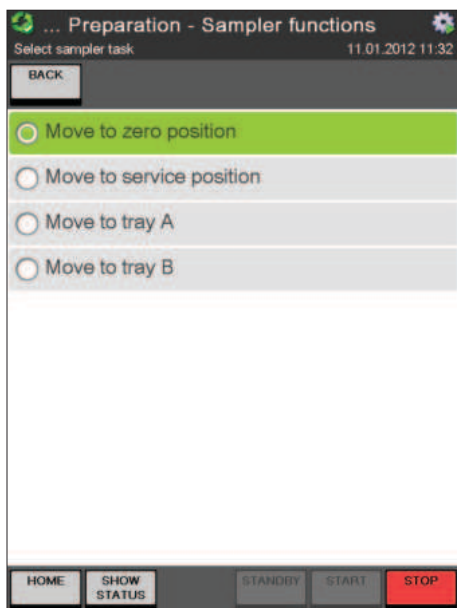 ... Preparation - Sampler functions
Select sampler task 11.01.2012 11:32
BACK
Move to zero position
Move to service position
Move to tray A
Move to tray B
HOME SHOW STATUS STANDBY START STOP